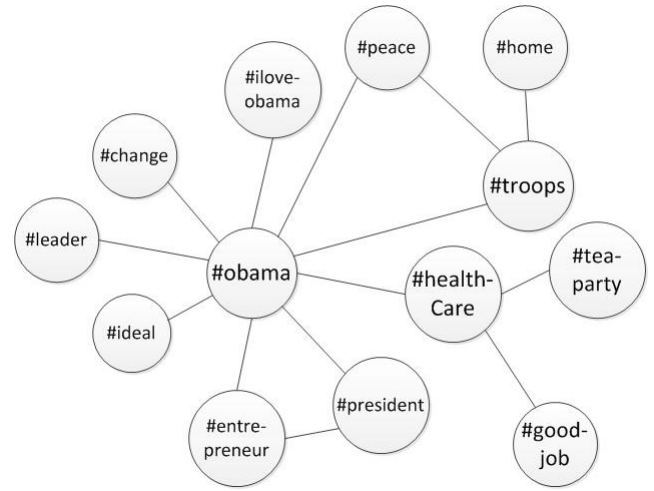 #peace
#home
#ilove-
obama
#change
#troops
#leader
#obama
#health-
Care
#tea-
party
#ideal
#president
#entre-
preneur
#good-
job